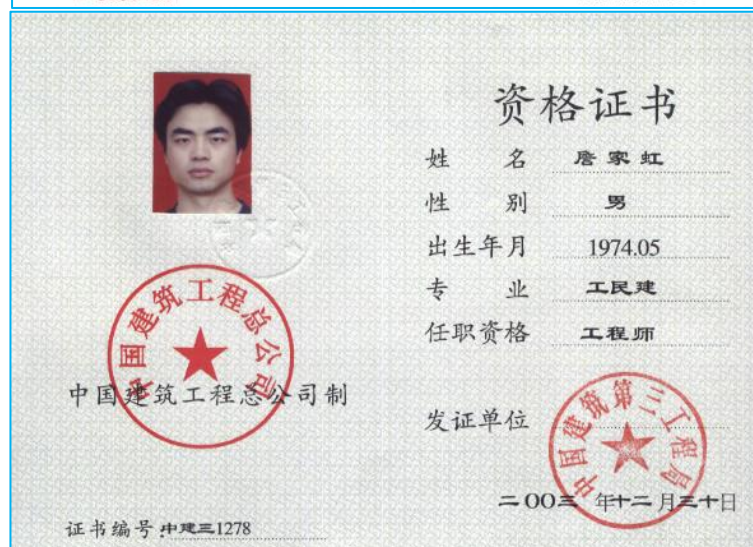 资格证书
姓 名 詹家虹
性 别 男
出生年月 1974.05
专 业 工民建
任职资格 工程师
发证单位
中国建筑第三工程局
二00三 年十二月三十日
中国建筑工程总公司
中国建筑工程总公司制
证书编号:中建三1278